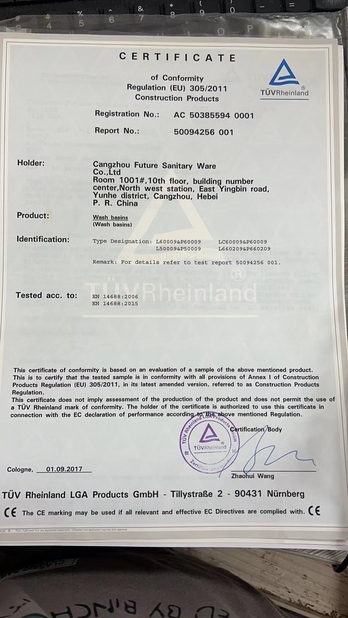 CERTIFICATE
of Conformity
Regulation (EU) 305/2011
Construction Products
TÜVRheinland
Registration No.: AC 50385594 0001
Report No.: 50094256 001
Holder: Cangzhou Future Sanitary Ware
Co.,Ltd
Room 1001#,10th floor, building number
center,North west station, East Yingbin road,
Yunhe district, Cangzhou, Hebei
P. R. China
Product: Wash basins
(Wash basins)
Identification: Type Designation: L60009&P60009 LC60009&P60009
L50009&P50009 L66020&P660209
Remark: For details refer to test report 50094256 001.
TÜVRheinland
Tested acc. to: EN 14688:2006
EN 14688:2015
This certificate of conformity is based on an evaluation of a sample of the above mentioned product.
This is to certify that the tested sample is in conformity with all provisions of Annex I of Construction
Products Regulation (EU) 305/2011, in its latest amended version, referred to as Construction Products
Regulation.
This certificate does not imply assessment of the production of the product and does not permit the use of
a TÜV Rheinland mark of conformity. The holder of the certificate is authorized to use this certificate in
connection with the EC declaration of performance according to the above mentioned Regulation.
Certification Body
TÜVRheinland
Cologne, 01.09.2017
Zhaohui Wang
TÜV Rheinland LGA Products GmbH - Tillystraße 2 - 90431 Nürnberg
CE The CE marking may be used if all relevant and effective EC Directives are complied with. CE